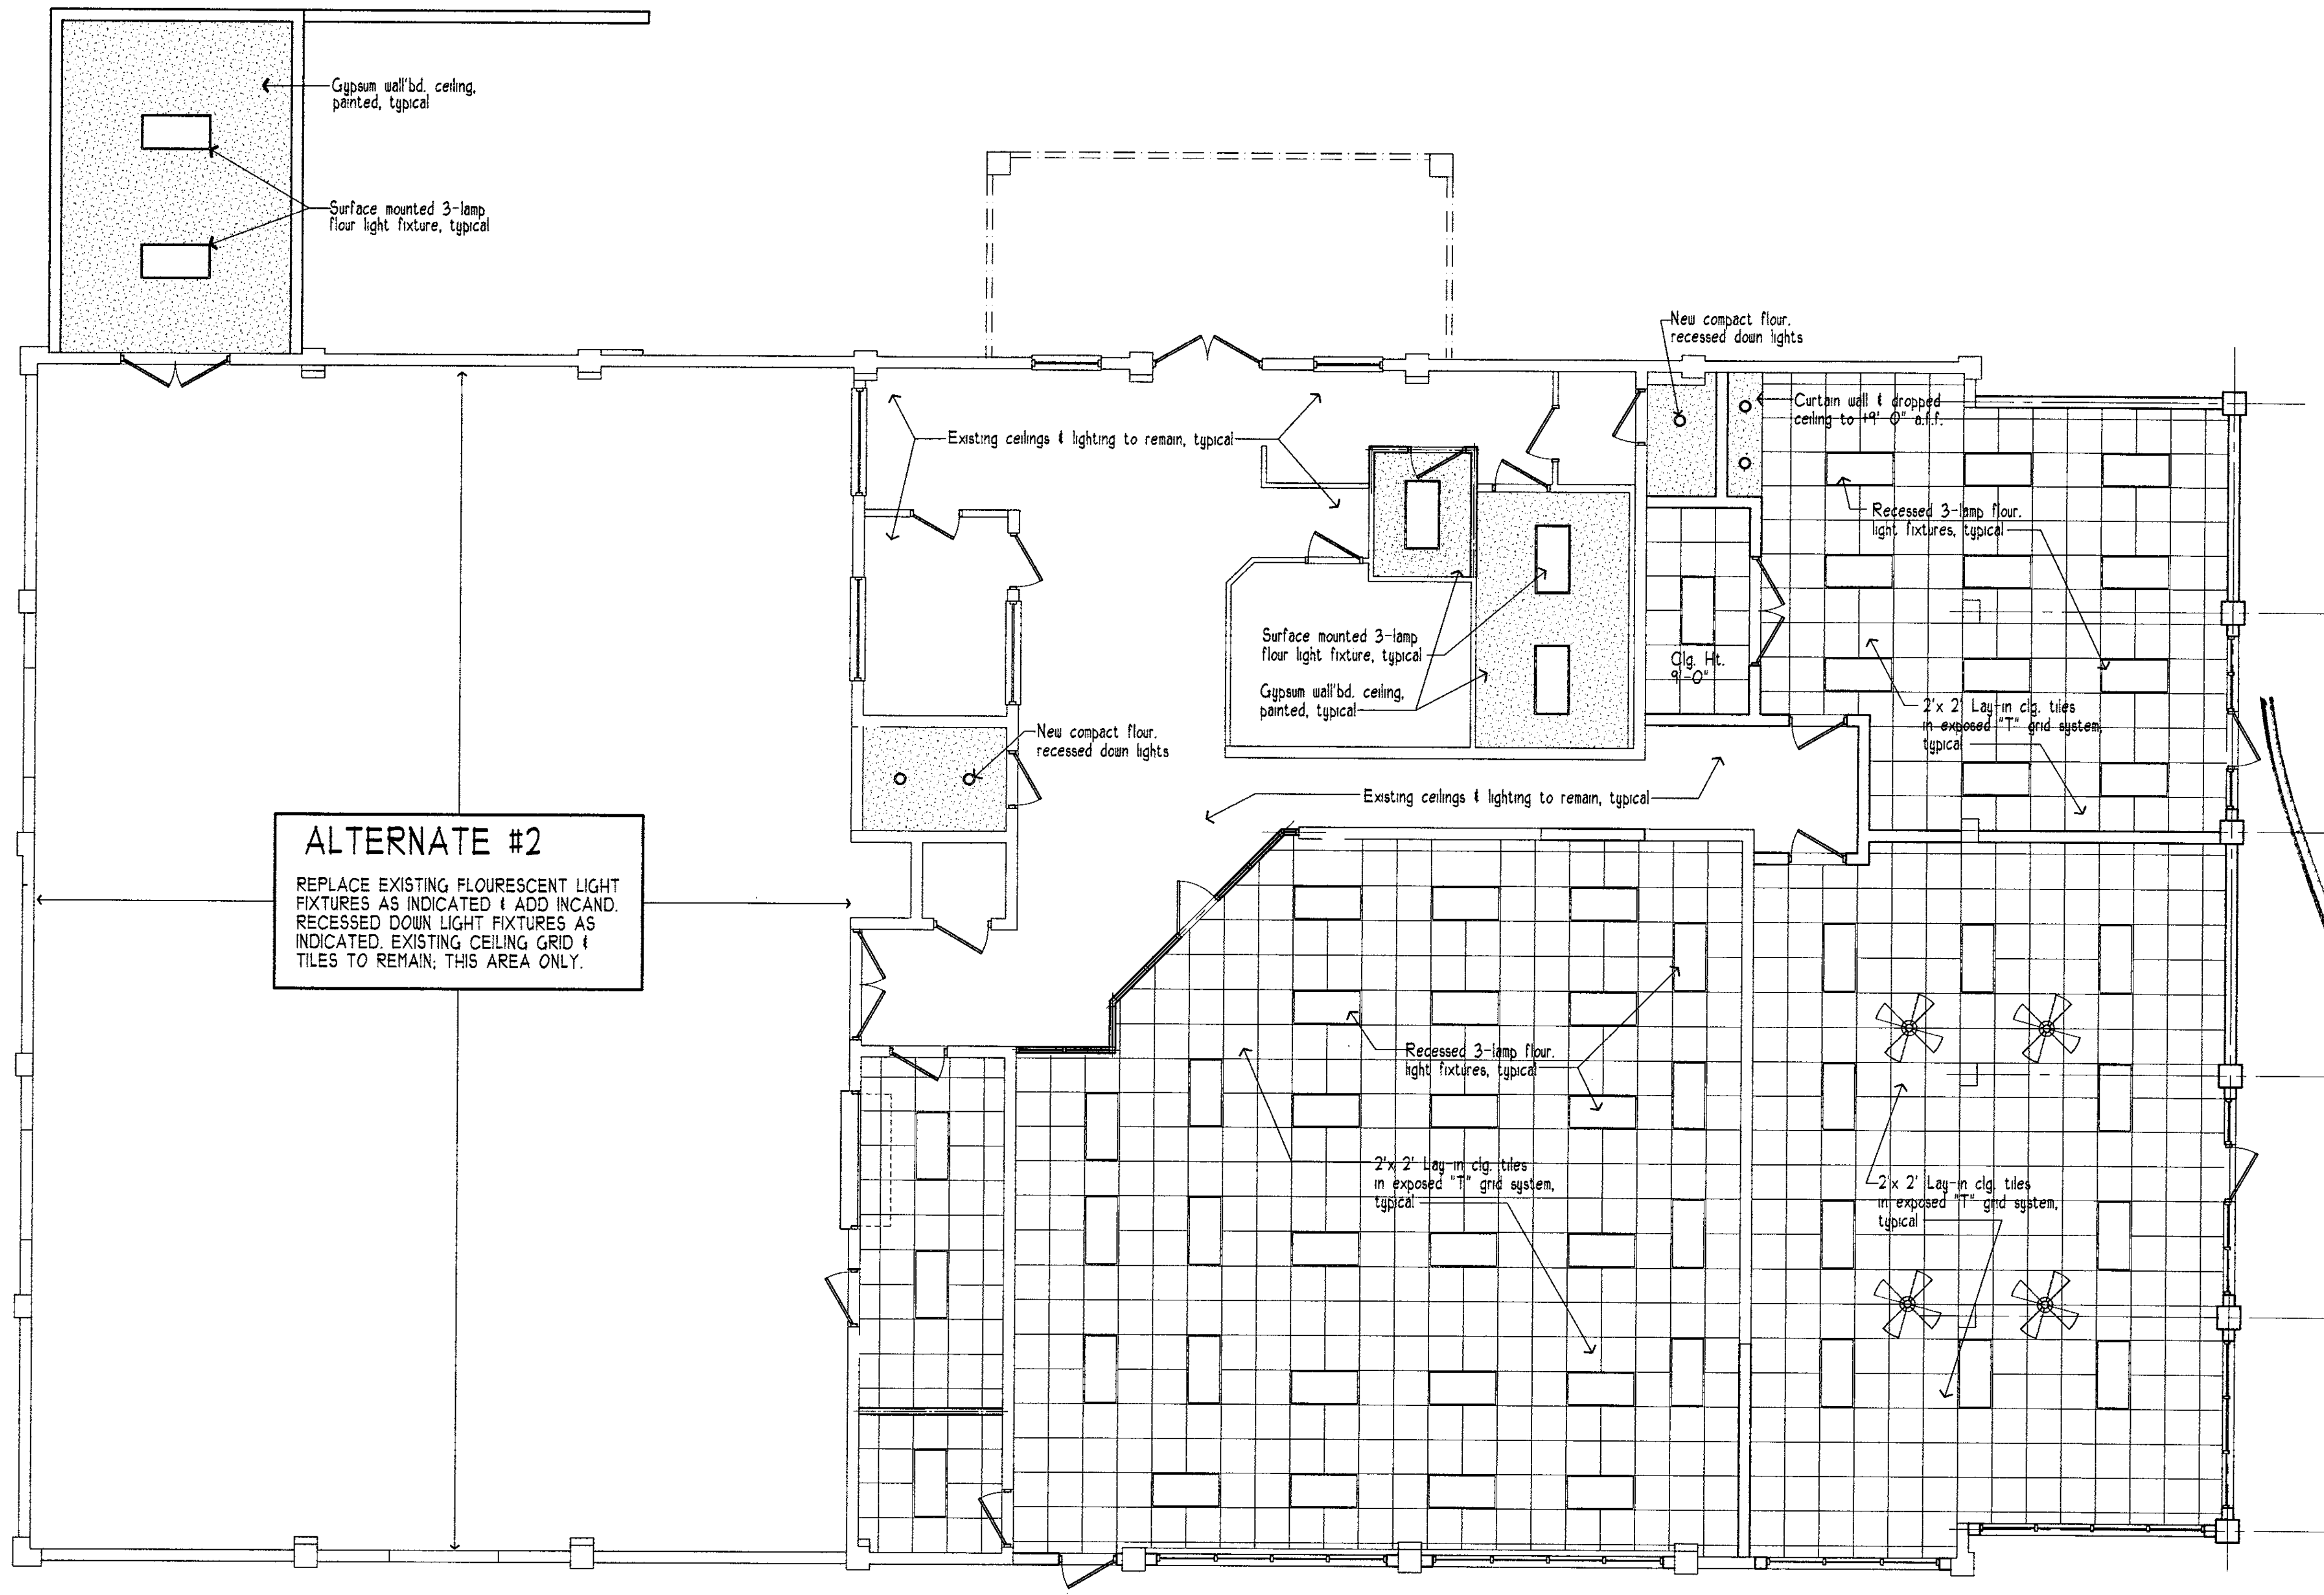 Gypsum wall'bd. ceiling,
painted, typical
Surface mounted 3-lamp
flour light fixture, typical
New compact flour.
recessed down lights
Curtain wall & dropped
ceiling to +9' 0" a.f.f.
Existing ceilings & lighting to remain, typical
Recessed 3-lamp flour.
light fixtures, typical
Surface mounted 3-lamp
flour light fixture, typical
Clg. Ht.
9'-0"
Gypsum wall'bd. ceiling,
painted, typical
2'x 2' Lay-in clg. tiles
in exposed "T" grid system,
typical
New compact flour.
recessed down lights
Existing ceilings & lighting to remain, typical
ALTERNATE #2
REPLACE EXISTING FLOURESCENT LIGHT
FIXTURES AS INDICATED & ADD INCAND.
RECESSED DOWN LIGHT FIXTURES AS
INDICATED. EXISTING CEILING GRID &
TILES TO REMAIN; THIS AREA ONLY.
Recessed 3-lamp flour.
light fixtures, typical
2'x 2' Lay-in clg. tiles
in exposed "T" grid system,
typical
2'x 2' Lay-in clg. tiles
in exposed "T" grid system,
typical